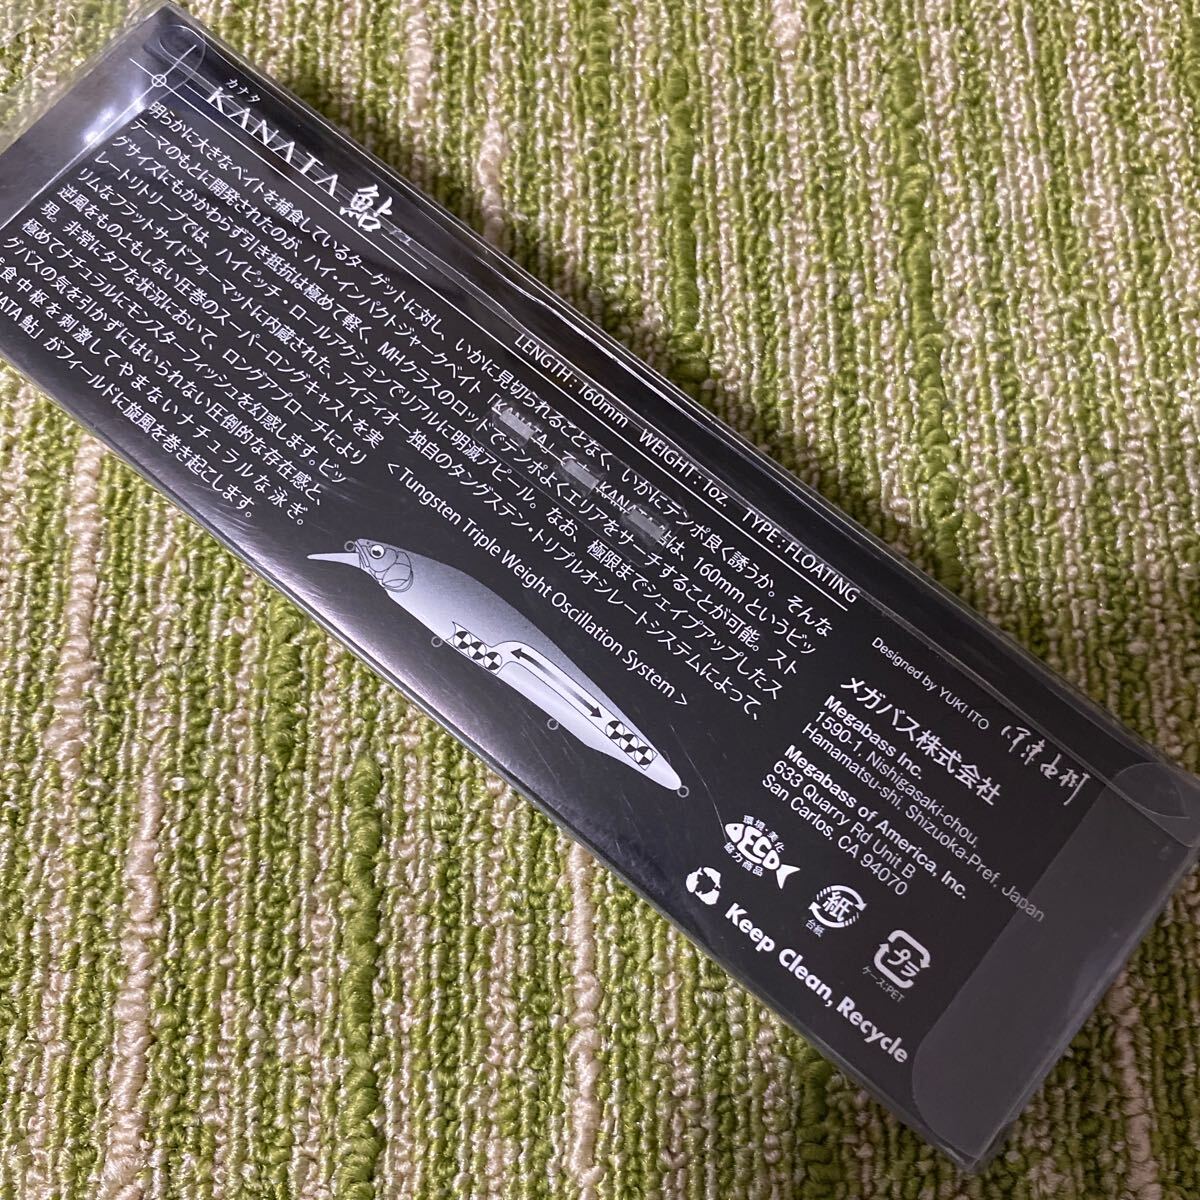 カナタ
KANATA 鮎
LENGTH : 160mm WEIGHT : 1oz. TYPE : FLOATING
明らかに大きなベイトを捕食しているターゲットに対し、いかに見切られることなく、いかにテンポ良く誘うか。そんな
テーマのもとに開発されたのが、ハイ・インパクトジャークベイト「KANATA」
KANATA 鮎は、160mmというビッ
グサイズにもかかわらず引き抵抗は極めて軽く、MHクラスのロッドでテンポよくエリアをサーチすることが可能。スト
レートリトリーブでは、ハイピッチ・ロールアクションでリアルに明滅アピール。なお、極限までシェイプアップしたス
リムなフラットサイドフォーマットに内蔵された、アイティオー独自のタングステン・トリプルオシレートシステムによって、
逆風をものともしない圧巻のスーパーロングキャストを実
現。非常にタフな状況において、ロングアプローチにより
極めてナチュラルにモンスターフィッシュを幻惑します。ビッ
グバスの気を引かずにはいられない圧倒的な存在感と、
食中枢を刺激してやまないナチュラルな泳ぎ。
ATA 鮎」がフィールドに旋風を巻き起こします。
<Tungsten Triple Weight Oscillation System>
Designed by YUKI ITO
メガバス株式会社
Megabass Inc.
1590-1, Nishigasaki-chou,
Hamamatsu-shi, Shizuoka-Pref, Japan
Megabass of America, Inc.
633 Quarry Rd Unit B
San Carlos, CA 94070
環境・美化
ECO
協力商品
紙
台紙
プラ
ケース:PET
Keep Clean, Recycle